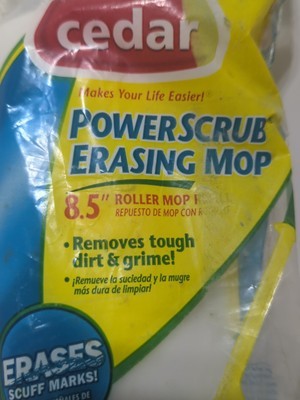 cedar
Makes Your Life Easier!
POWERSCRUB
ERASING MOP
8.5" ROLLER MOP
REPUESTO DE MOP CON
• Removes tough
dirt & grime!
• ¡Remueve la suciedad y la mugre
más dura de limpiar!
ERASES
SCUFF MARKS!